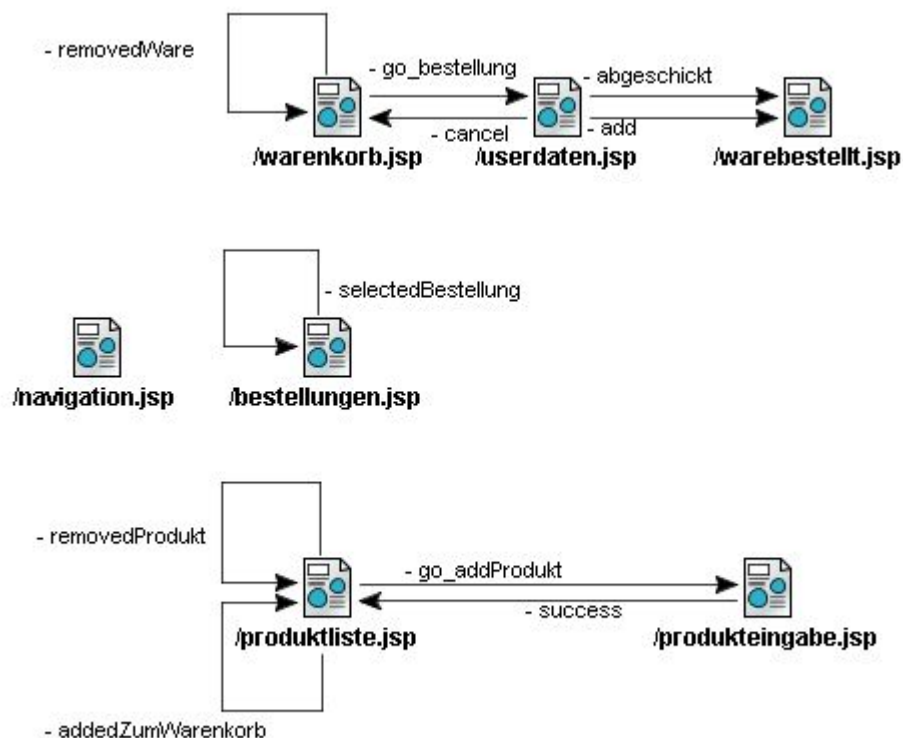 - removedWare
- go_bestellung
- abgeschickt
- cancel
- add
/warenkorb.jsp
/userdaten.jsp
/warebestellt.jsp
- selectedBestellung
/navigation.jsp
/bestellungen.jsp
- removedProdukt
- go_addProdukt
- success
/produktliste.jsp
/produkteingabe.jsp
- addedZumWarenkorb